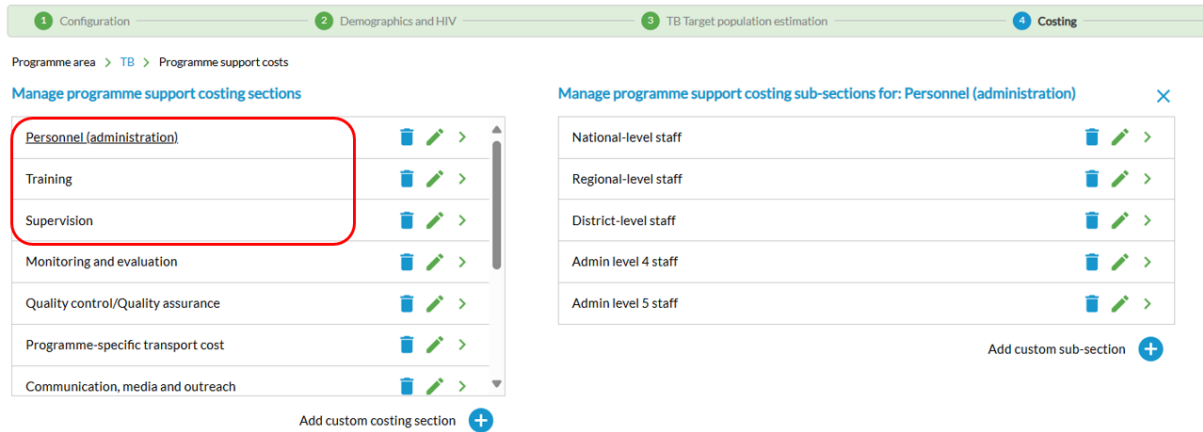 1 Configuration 2 Demographics and HIV 3 TB Target population estimation 4 Costing
Programme area > TB > Programme support costs
Manage programme support costing sections
Personnel (administration)
Training
Supervision
Monitoring and evaluation
Quality control/Quality assurance
Programme-specific transport cost
Communication, media and outreach
Add custom costing section
Manage programme support costing sub-sections for: Personnel (administration)
National-level staff
Regional-level staff
District-level staff
Admin level 4 staff
Admin level 5 staff
Add custom sub-section